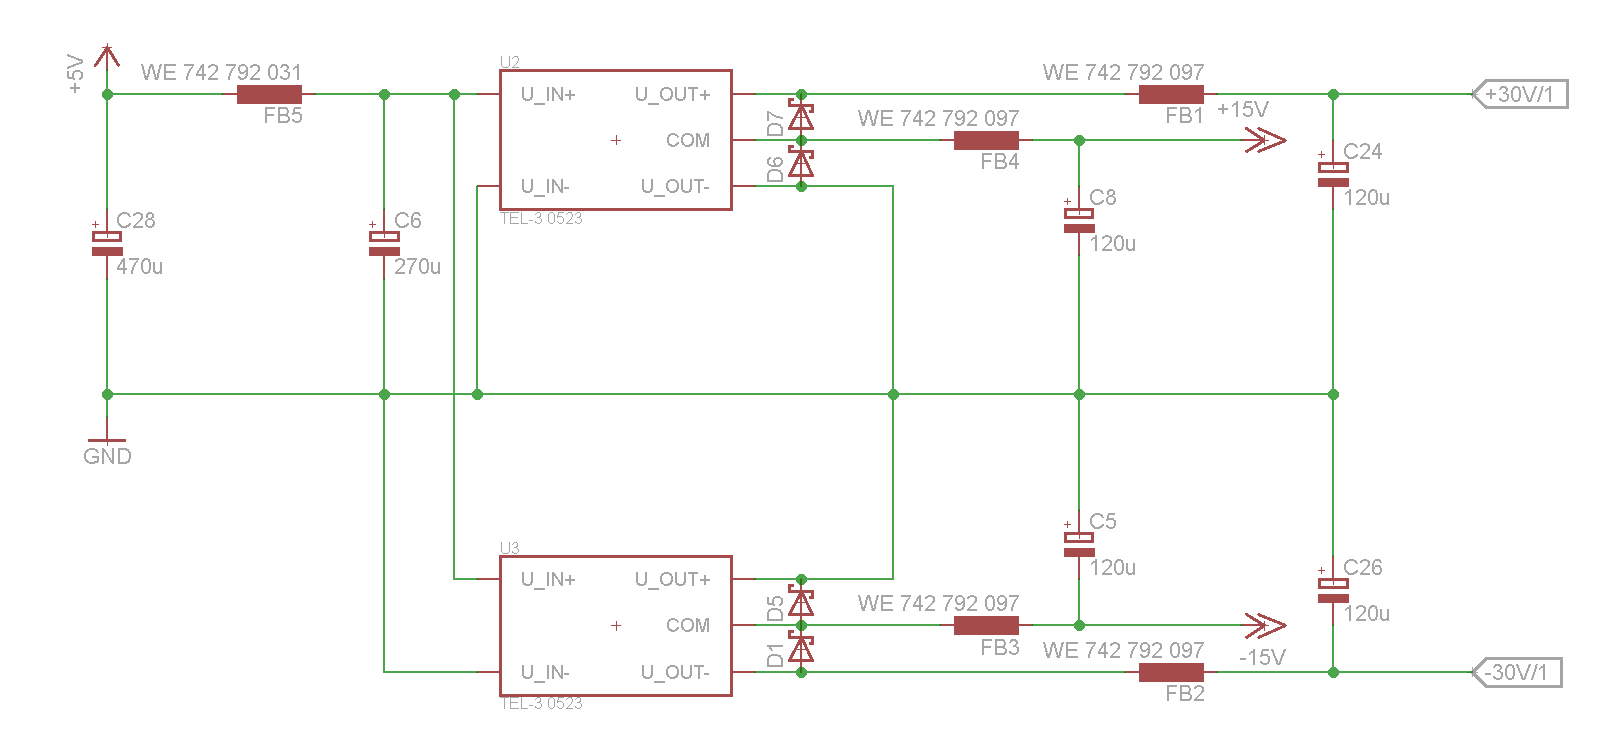 +5V
WE 742 792 031
FB5
U2
U_IN+
U_OUT+
COM
U_IN-
U_OUT-
TEL-3 0523
D7
D6
WE 742 792 097
FB1
+30V/1
WE 742 792 097
FB4
+15V
C24
+
120u
C8
+
120u
C28
+
470u
C6
+
270u
GND
U3
U_IN+
U_OUT+
COM
U_IN-
U_OUT-
TEL-3 0523
D5
D1
C5
+
120u
C26
+
120u
WE 742 792 097
FB3
-15V
WE 742 792 097
FB2
-30V/1